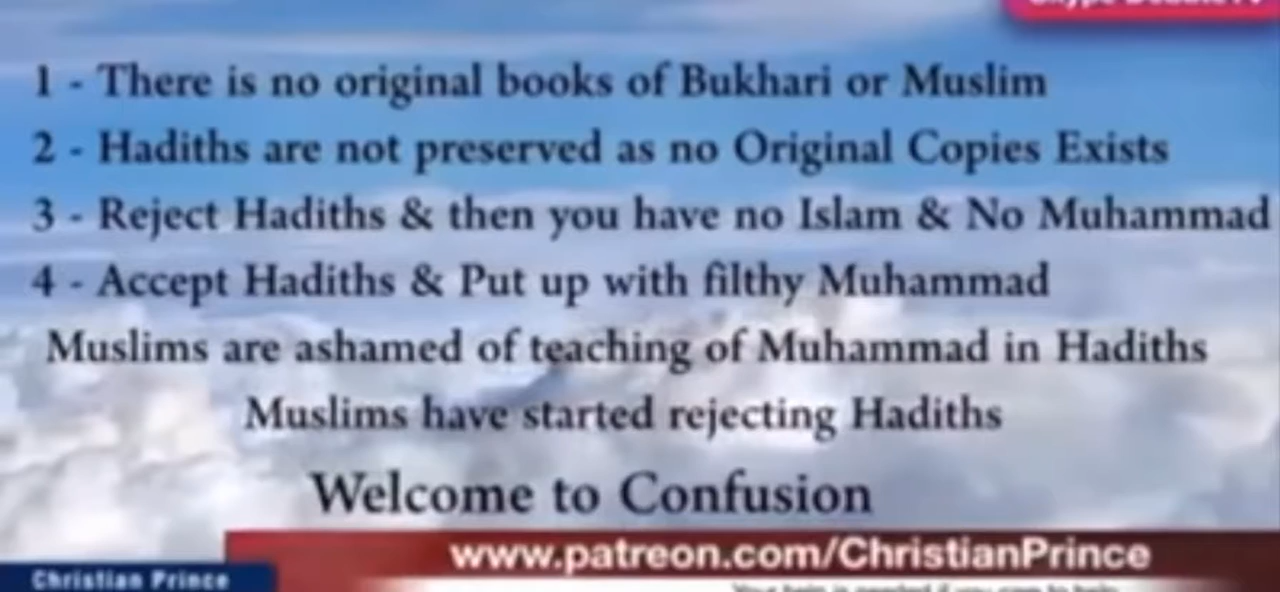 1 - There is no original books of Bukhari or Muslim
2 - Hadiths are not preserved as no Original Copies Exists
3 - Reject Hadiths & then you have no Islam & No Muhammad
4 - Accept Hadiths & Put up with filthy Muhammad
Muslims are ashamed of teaching of Muhammad in Hadiths
Muslims have started rejecting Hadiths
Welcome to Confusion
www.patreon.com/ChristianPrince
Christian Prince